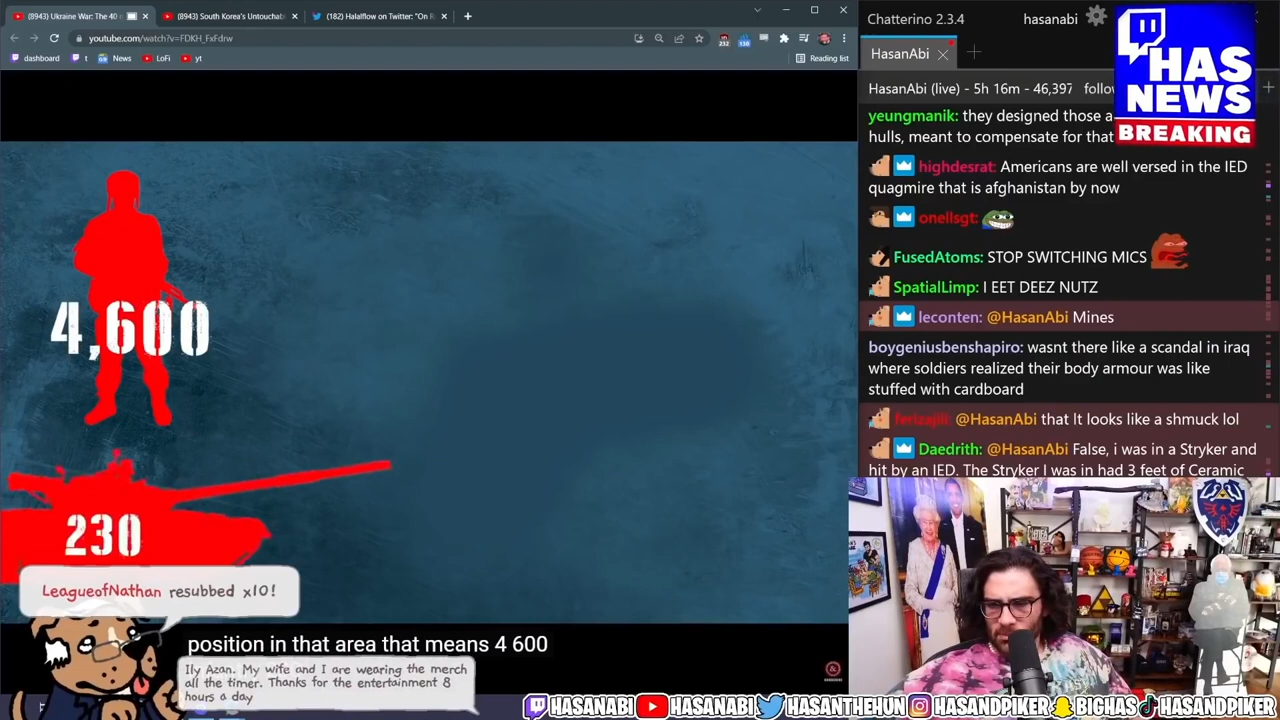 (8943) Ukraine War: The 40
(8943) South Korea's Untouchab
(182) Halalflow on Twitter: "On
youtube.com/watch?v=FDKH_FxFdrw
dashboard
t
News
LoFi
yt
Reading list
232
130
4,600
230
position in that area that means 4 600
LeagueofNathan resubbed x10!
Ily Azan. My wife and I are wearing the merch
all the timer. Thanks for the entertainment 8
hours a day
Chatterino 2.3.4
hasanabi
HasanAbi
HasanAbi (live) - 5h 16m - 46,397
HAS
NEWS
BREAKING
yeungmanik: they designed those a
hulls, meant to compensate for that
highdesrat: Americans are well versed in the IED
quagmire that is afghanistan by now
onellsgt:
FusedAtoms: STOP SWITCHING MICS
SpatialLimp: I EET DEEZ NUTZ
leconten: @HasanAbi Mines
boygeniusbenshapiro: wasnt there like a scandal in iraq
where soldiers realized their body armour was like
stuffed with cardboard
@HasanAbi that It looks like a shmuck lol
Daedrith: @HasanAbi False, i was in a Stryker and
hit by an IED. The Stryker I was in had 3 feet of Ceramic
HASANABI
HASANABI
HASANTHEHUN
HASANDPIKER
BIGHAS
HASANDPIKER